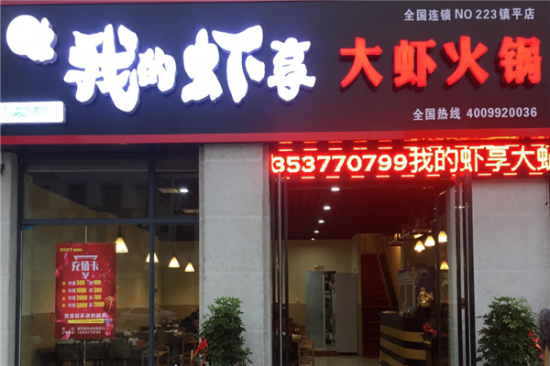 全国连锁 NO 223镇平店
我的虾享 大虾火锅
全国热线 4009920036
353770799我的虾享大虾
充值卡